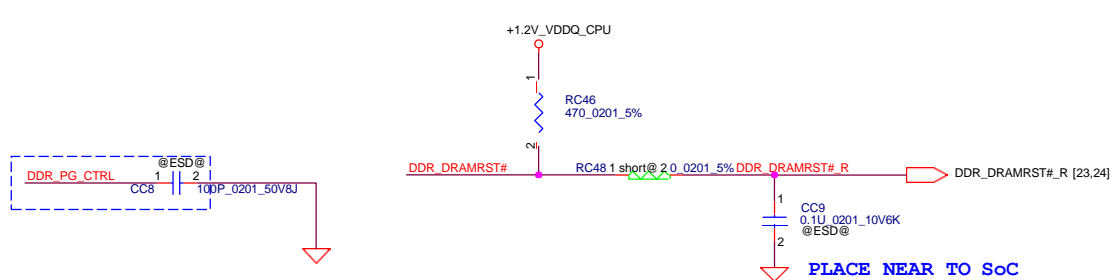 +1.2V_VDDQ_CPU
1
RC46
470_0201_5%
2
@ESD@
DDR_PG_CTRL
1
2
CC8
100P_0201_50V8J
DDR_DRAMRST#
RC48 1 short@ 2 0_0201_5%
DDR_DRAMRST#_R
DDR_DRAMRST#_R [23,24]
1
CC9
0.1U_0201_10V6K
@ESD@
2
PLACE NEAR TO SoC